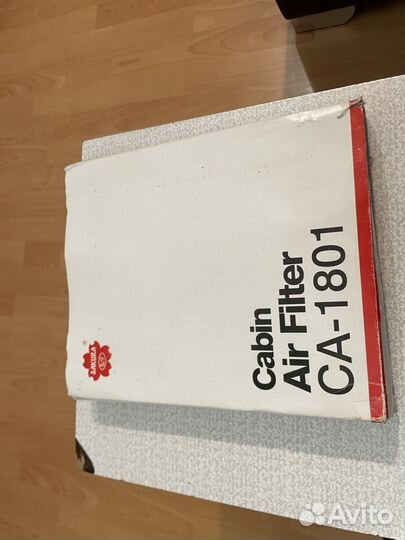 SAKURA
®
Cabin
Air Filter
CA-1801
Avito